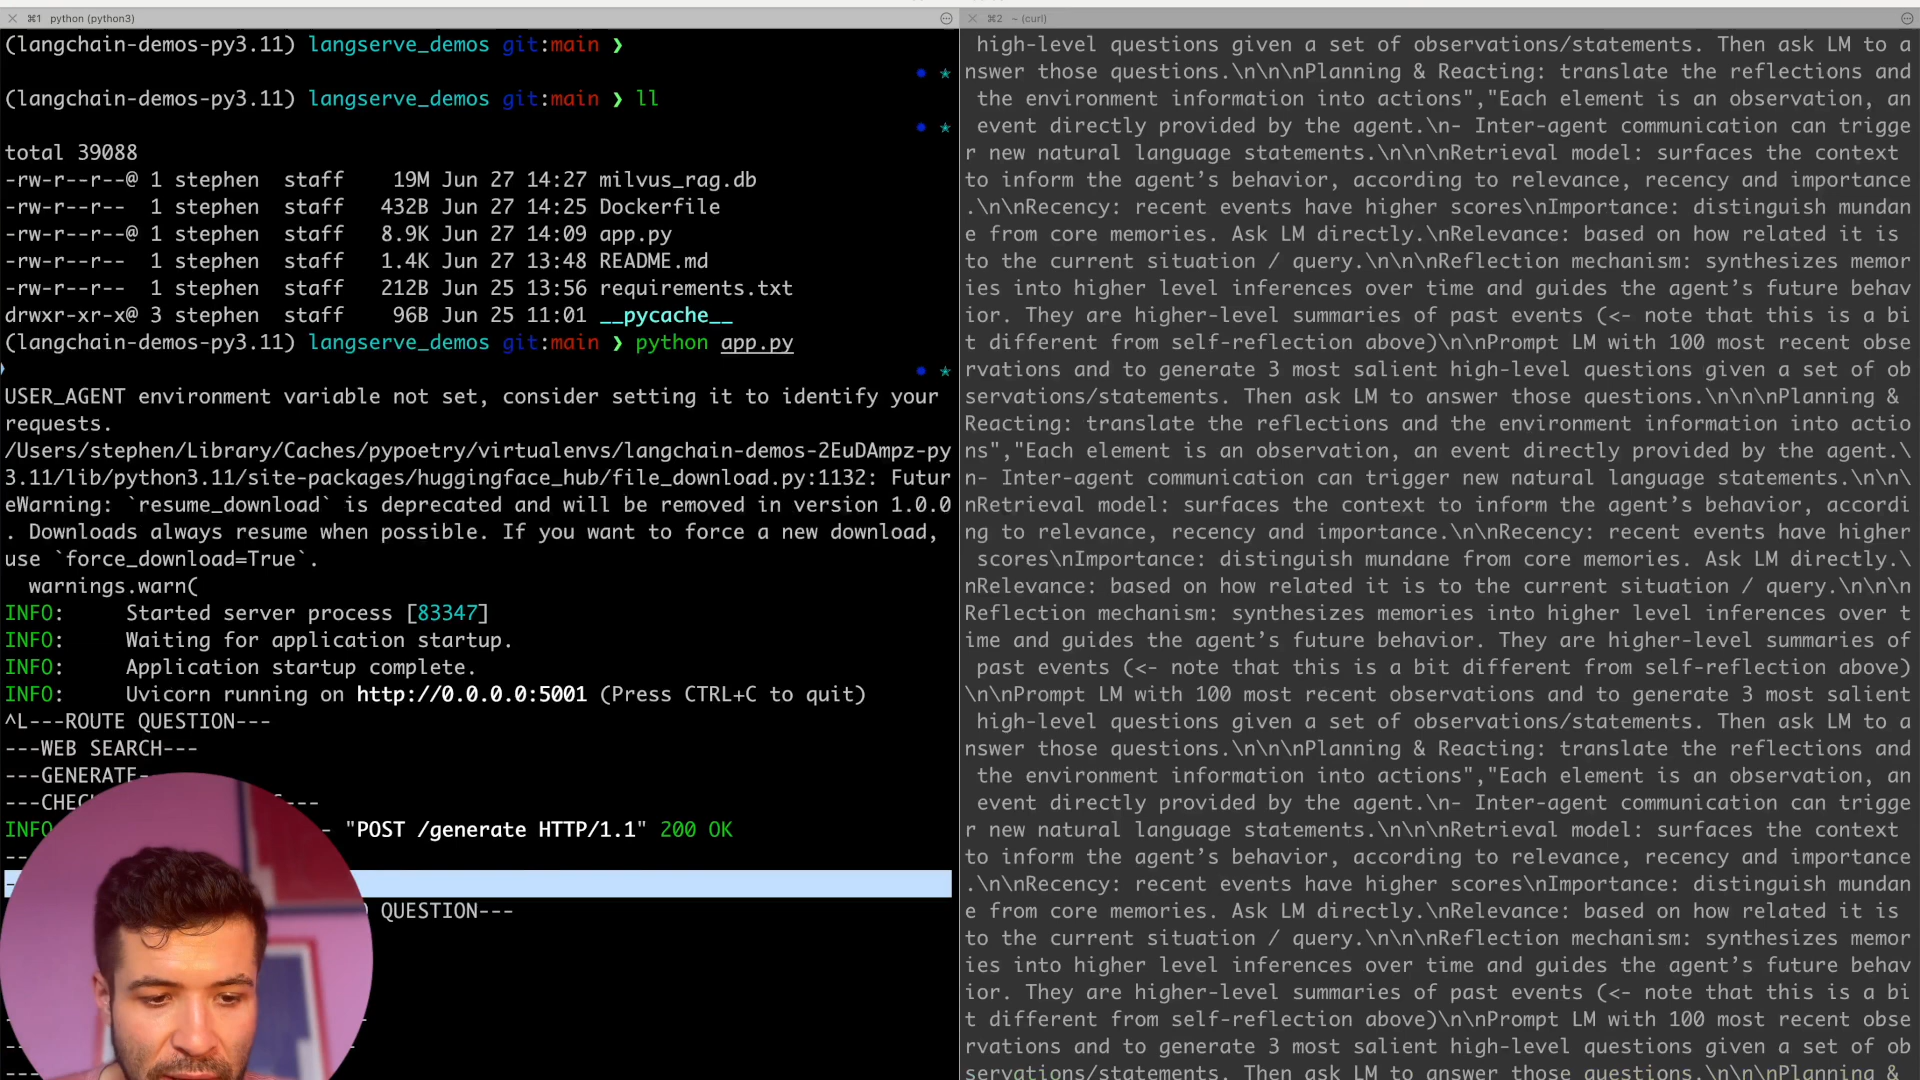 ⌘1 python (python3)
(langchain-demos-py3.11) langserve_demos git:main ❯
(langchain-demos-py3.11) langserve_demos git:main ❯ ll
total 39088
-rw-r--r--@ 1 stephen staff 19M Jun 27 14:27 milvus_rag.db
-rw-r--r-- 1 stephen staff 432B Jun 27 14:25 Dockerfile
-rw-r--r--@ 1 stephen staff 8.9K Jun 27 14:09 app.py
-rw-r--r-- 1 stephen staff 1.4K Jun 27 13:48 README.md
-rw-r--r-- 1 stephen staff 212B Jun 25 13:56 requirements.txt
drwxr-xr-x@ 3 stephen staff 96B Jun 25 11:01 __pycache__
(langchain-demos-py3.11) langserve_demos git:main ❯ python app.py
USER_AGENT environment variable not set, consider setting it to identify your
requests.
/Users/stephen/Library/Caches/pypoetry/virtualenvs/langchain-demos-2EuDAmpz-py
3.11/lib/python3.11/site-packages/huggingface_hub/file_download.py:1132: Futur
eWarning: `resume_download` is deprecated and will be removed in version 1.0.0
. Downloads always resume when possible. If you want to force a new download,
use `force_download=True`.
warnings.warn(
INFO: Started server process [83347]
INFO: Waiting for application startup.
INFO: Application startup complete.
INFO: Uvicorn running on http://0.0.0.0:5001 (Press CTRL+C to quit)
^L---ROUTE QUESTION---
---WEB SEARCH---
---GENERATE-
---CHEC ---
INFO - "POST /generate HTTP/1.1" 200 OK
QUESTION---
⌘2 ~ (curl)
high-level questions given a set of observations/statements. Then ask LM to a
nswer those questions.\n\n\nPlanning & Reacting: translate the reflections and
the environment information into actions","Each element is an observation, an
event directly provided by the agent.\n- Inter-agent communication can trigge
r new natural language statements.\n\n\nRetrieval model: surfaces the context
to inform the agent’s behavior, according to relevance, recency and importance
.\n\nRecency: recent events have higher scores\nImportance: distinguish mundan
e from core memories. Ask LM directly.\nRelevance: based on how related it is
to the current situation / query.\n\n\nReflection mechanism: synthesizes memor
ies into higher level inferences over time and guides the agent’s future behav
ior. They are higher-level summaries of past events (<- note that this is a bi
t different from self-reflection above)\n\nPrompt LM with 100 most recent obse
rvations and to generate 3 most salient high-level questions given a set of ob
servations/statements. Then ask LM to answer those questions.\n\n\nPlanning &
Reacting: translate the reflections and the environment information into actio
ns","Each element is an observation, an event directly provided by the agent.\
n- Inter-agent communication can trigger new natural language statements.\n\n\
nRetrieval model: surfaces the context to inform the agent’s behavior, accordi
ng to relevance, recency and importance.\n\nRecency: recent events have higher
scores\nImportance: distinguish mundane from core memories. Ask LM directly.\
nRelevance: based on how related it is to the current situation / query.\n\n\n
Reflection mechanism: synthesizes memories into higher level inferences over t
ime and guides the agent’s future behavior. They are higher-level summaries of
past events (<- note that this is a bit different from self-reflection above)
\n\nPrompt LM with 100 most recent observations and to generate 3 most salient
high-level questions given a set of observations/statements. Then ask LM to a
nswer those questions.\n\n\nPlanning & Reacting: translate the reflections and
the environment information into actions","Each element is an observation, an
event directly provided by the agent.\n- Inter-agent communication can trigge
r new natural language statements.\n\n\nRetrieval model: surfaces the context
to inform the agent’s behavior, according to relevance, recency and importance
.\n\nRecency: recent events have higher scores\nImportance: distinguish mundan
e from core memories. Ask LM directly.\nRelevance: based on how related it is
to the current situation / query.\n\n\nReflection mechanism: synthesizes memor
ies into higher level inferences over time and guides the agent’s future behav
ior. They are higher-level summaries of past events (<- note that this is a bi
t different from self-reflection above)\n\nPrompt LM with 100 most recent obse
rvations and to generate 3 most salient high-level questions given a set of ob
servations/statements. Then ask LM to answer those questions.\n\n\nPlanning &